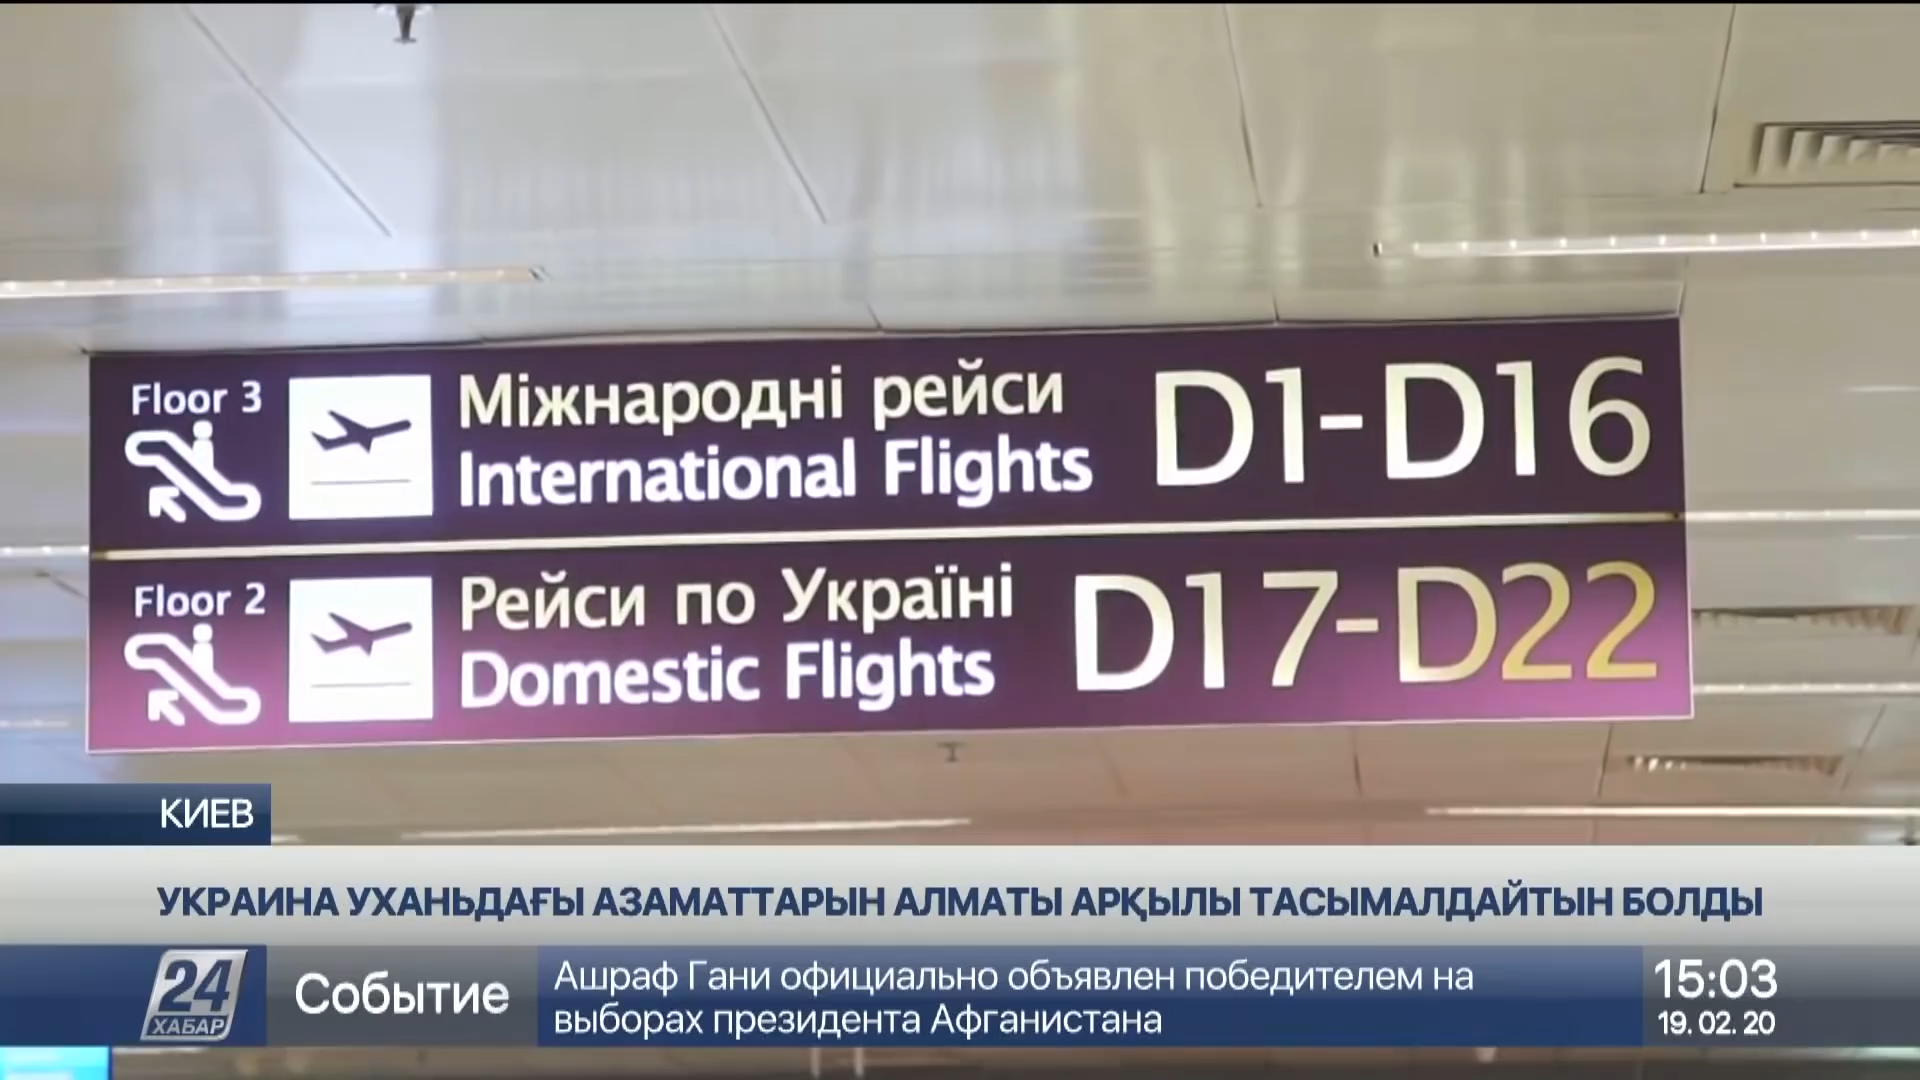 Floor 3
Міжнародні рейси
International Flights
D1-D16
Floor 2
Рейси по Україні
Domestic Flights
D17-D22
КИЕВ
УКРАИНА УХАНЬДАҒЫ АЗАМАТТАРЫН АЛМАТЫ АРҚЫЛЫ ТАСЫМАЛДАЙТЫН БОЛДЫ
24
ХАБАР
Событие
Ашраф Гани официально объявлен победителем на
выборах президента Афганистана
15:03
19. 02. 20